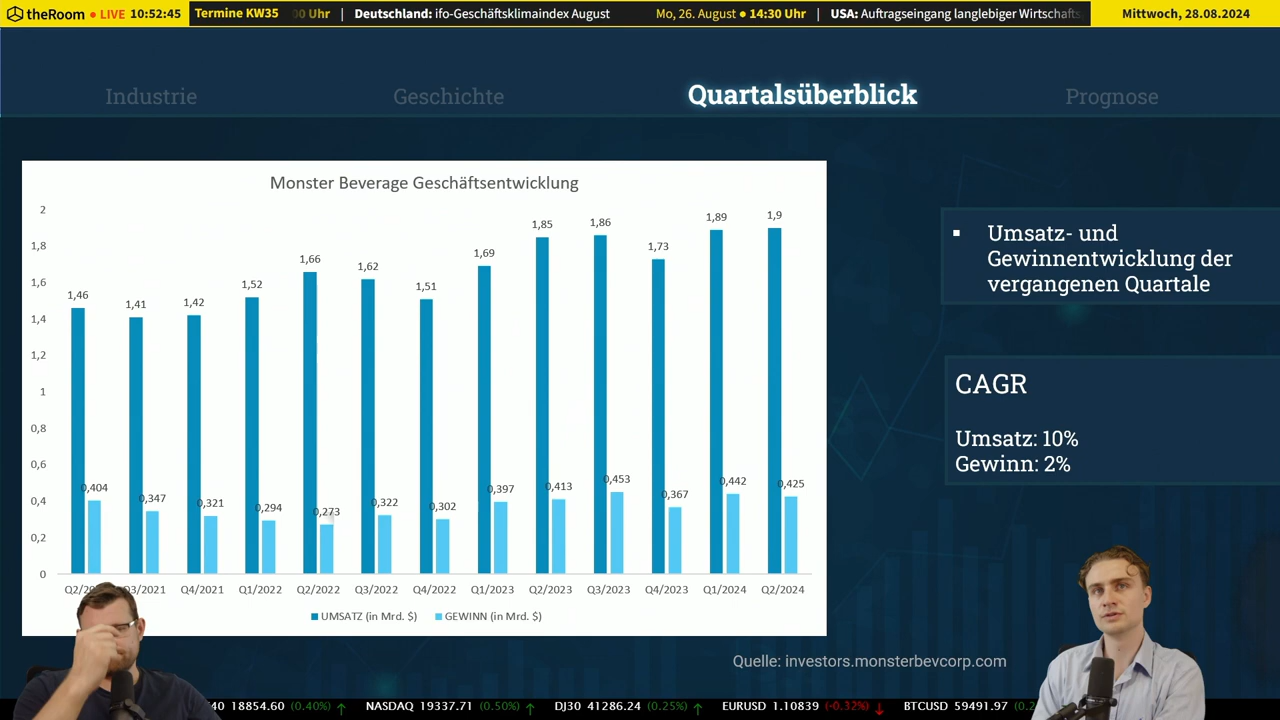 theRoom ● LIVE 10:52:45
Termine KW35
00 Uhr | Deutschland: ifo-Geschäftsklimaindex August Mo, 26. August ● 14:30 Uhr | USA: Auftragseingang langlebiger Wirtschafts
Mittwoch, 28.08.2024
Industrie
Geschichte
Quartalsüberblick
Prognose
Monster Beverage Geschäftsentwicklung
2
1,8
1,6
1,4
1,2
1
0,8
0,6
0,4
0,2
0
1,46 1,41 1,42 1,52 1,66 1,62 1,51 1,69 1,85 1,86 1,73 1,89 1,9
0,404 0,347 0,321 0,294 0,273 0,322 0,302 0,397 0,413 0,453 0,367 0,442 0,425
Q3/2021 Q4/2021 Q1/2022 Q2/2022 Q3/2022 Q4/2022 Q1/2023 Q2/2023 Q3/2023 Q4/2023 Q1/2024 Q2/2024
UMSATZ (in Mrd. $) GEWINN (in Mrd. $)
▪ Umsatz- und
Gewinnentwicklung der
vergangenen Quartale
CAGR
Umsatz: 10%
Gewinn: 2%
Quelle: investors.monsterbevcorp.com
40 18854.60 (0.40%) ↑ NASDAQ 19337.71 (0.50%) ↑ DJ30 41286.24 (0.25%) ↑ EURUSD 1.10839 (-0.32%) ↓ BTCUSD 59491.97 (0.2